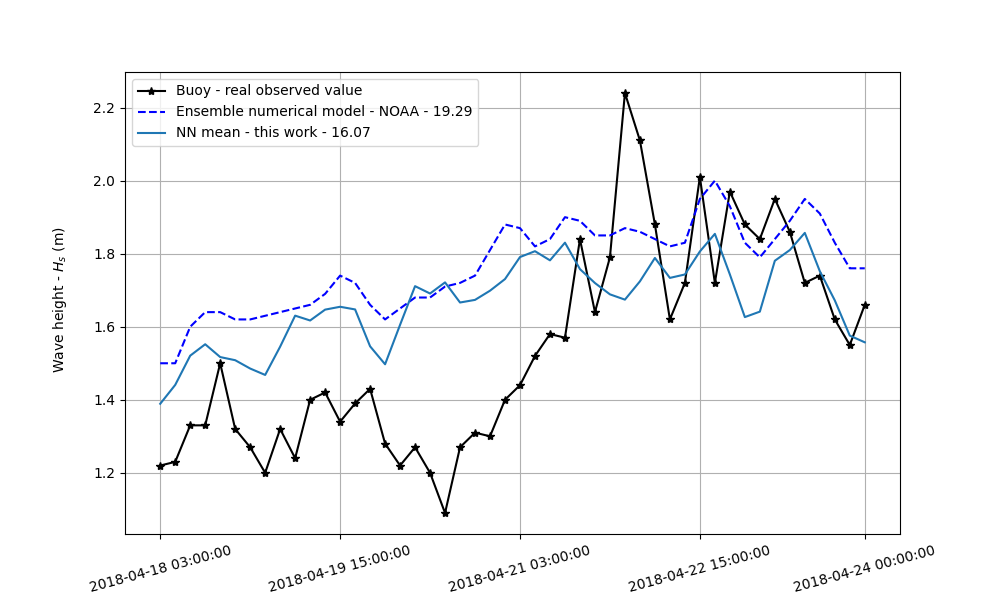 Buoy - real observed value
Ensemble numerical model - NOAA - 19.29
NN mean - this work - 16.07
Wave height - Hₛ (m)
2.2
2.0
1.8
1.6
1.4
1.2
2018-04-18 03:00:00
2018-04-19 15:00:00
2018-04-21 03:00:00
2018-04-22 15:00:00
2018-04-24 00:00:00